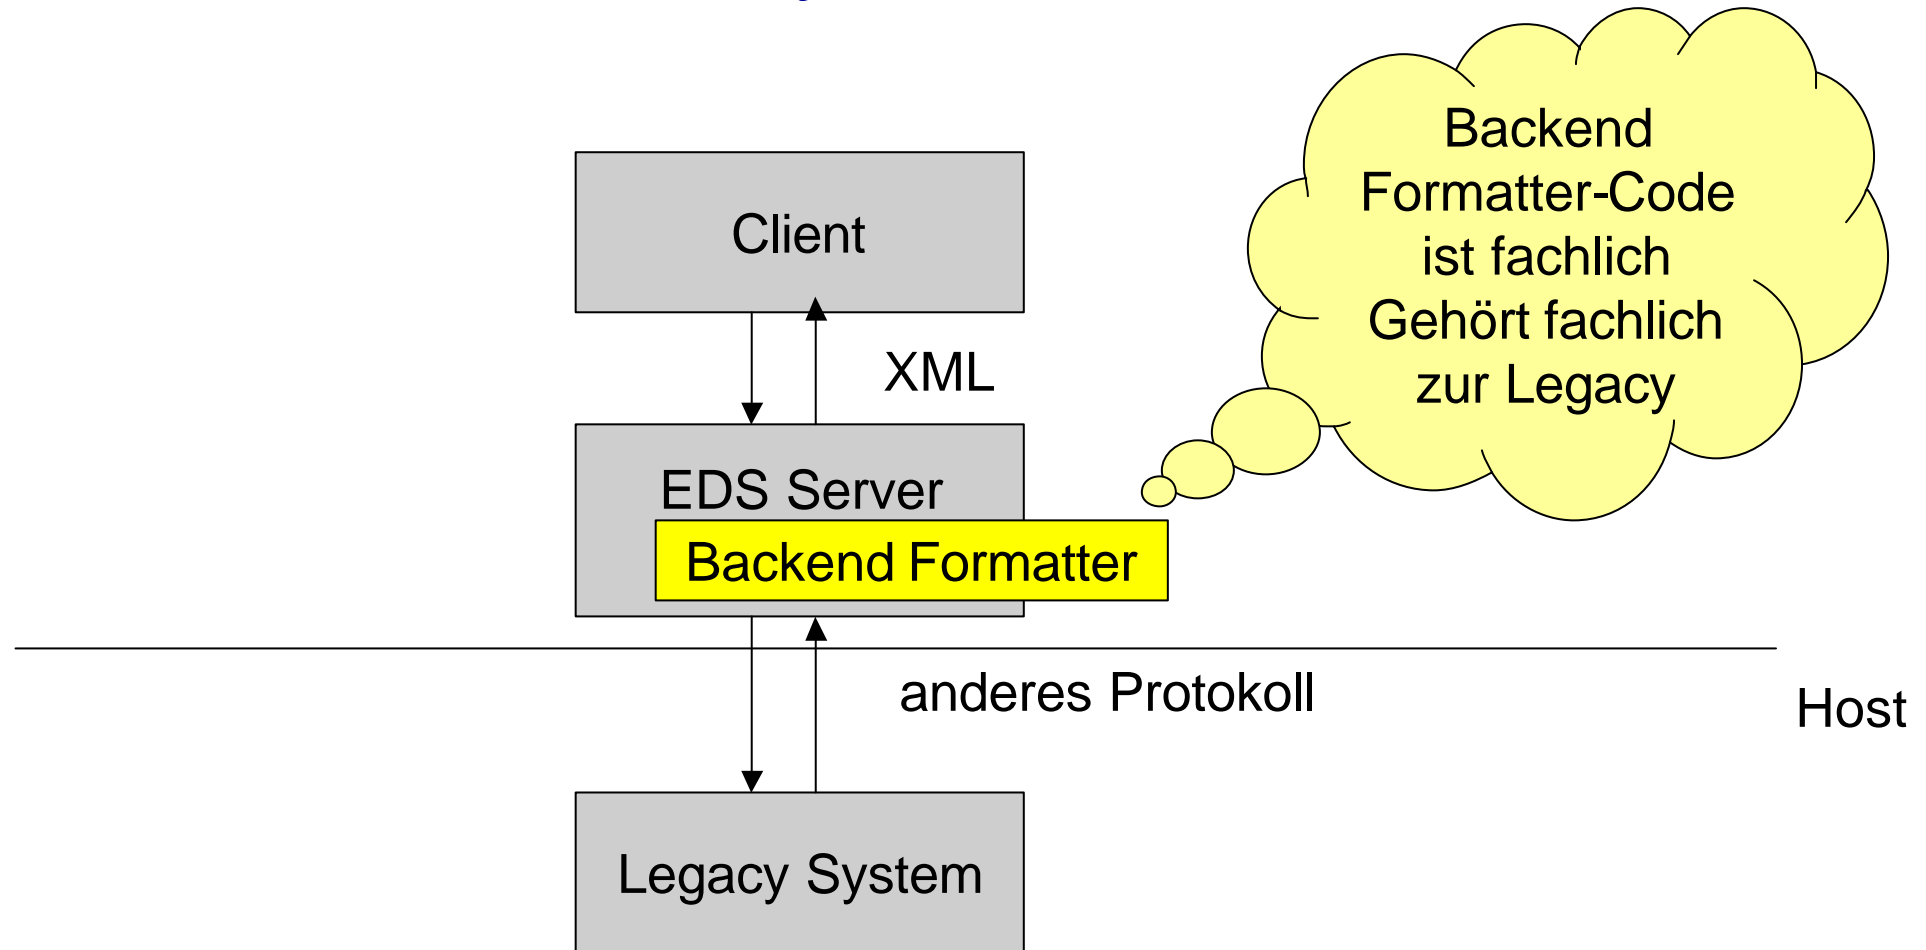 Backend
Formatter-Code
ist fachlich
Gehört fachlich
zur Legacy
Client
XML
EDS Server
Backend Formatter
anderes Protokoll
Host
Legacy System